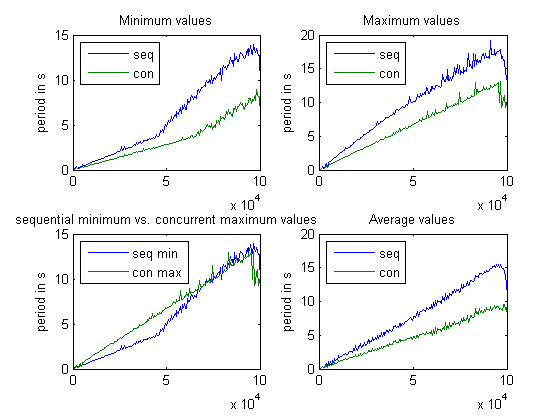 Minimum values
15
10
5
0
period in s
seq
con
0
5
10
x 10^4
Maximum values
20
15
10
5
0
period in s
seq
con
0
5
10
x 10^4
sequential minimum vs. concurrent maximum values
15
10
5
0
period in s
seq min
con max
0
5
10
x 10^4
Average values
20
15
10
5
0
period in s
seq
con
0
5
10
x 10^4